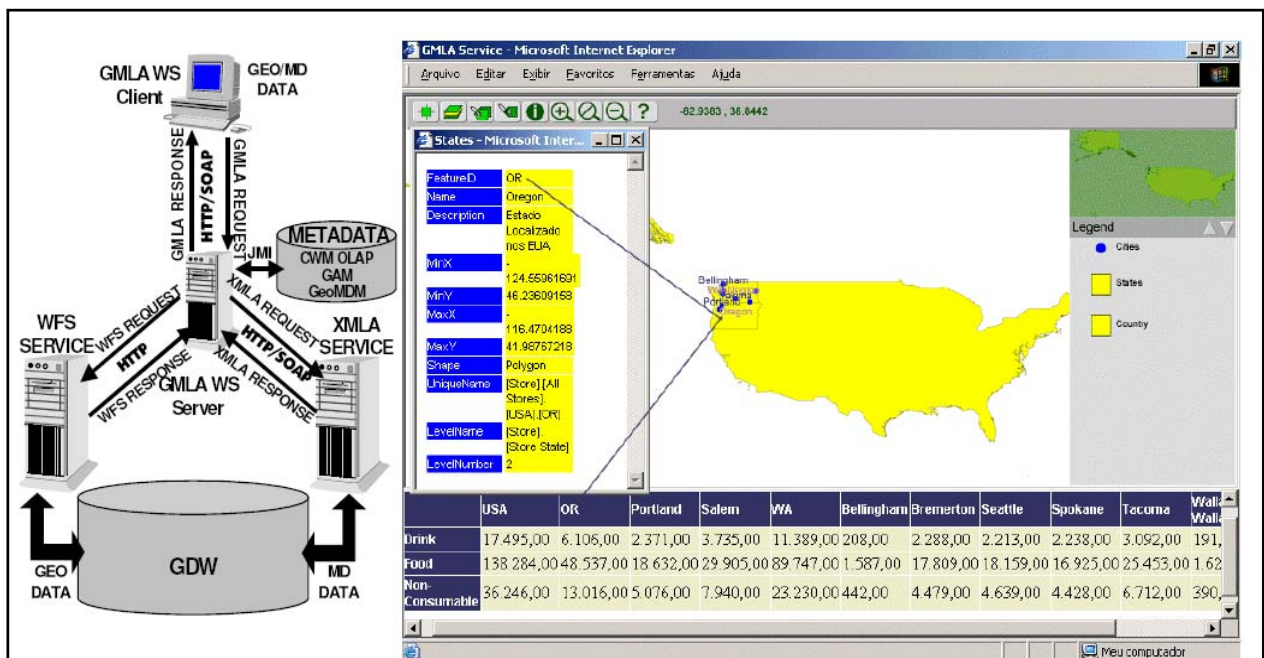 GMLA WS
Client
GEO/MD
DATA
GMLA RESPONSE
HTTP/SOAP
GMLA REQUEST
JMI
METADATA
CWM OLAP
GAM
GeoMDM
WFS
SERVICE
WFS REQUEST
HTTP
WFS RESPONSE
XMLA REQUEST
HTTP/SOAP
XMLA RESPONSE
XMLA
SERVICE
GMLA WS
Server
GEO
DATA
GDW
MD
DATA
GMLA Service - Microsoft Internet Explorer
Arquivo Editar Exibir Favoritos Ferramentas Ajuda
-82.9383 , 36.6442
States - Microsoft Inter...
FeatureID OR
Name Oregon
Description Estado
Localizado
nos EUA
MinX -
124.55961691
MinY 46.23609158
MaxX -
116.4704188
MaxY 41.98767218
Shape Polygon
UniqueName [Store].[All
Stores].
[USA].[OR]
LevelName [Store].
[Store State]
LevelNumber 2
Bellingham
Portland
Oregon
Legend
Cities
States
Country
USA OR Portland Salem WA Bellingham Bremerton Seattle Spokane Tacoma Walla
Walla
Drink 17.495,00 6.106,00 2.371,00 3.735,00 11.389,00 208,00 2.288,00 2.213,00 2.238,00 3.092,00 191,
Food 138 284,00 48.537,00 18 632,00 29.905,00 89.747,00 1.587,00 17.809,00 18.159,00 16.925,00 25.453,00 1.62
Non-
Consumable 36.246,00 13.016,00 5.076,00 7.940,00 23.230,00 442,00 4.479,00 4.639,00 4.428,00 6.712,00 390,
Meu computador